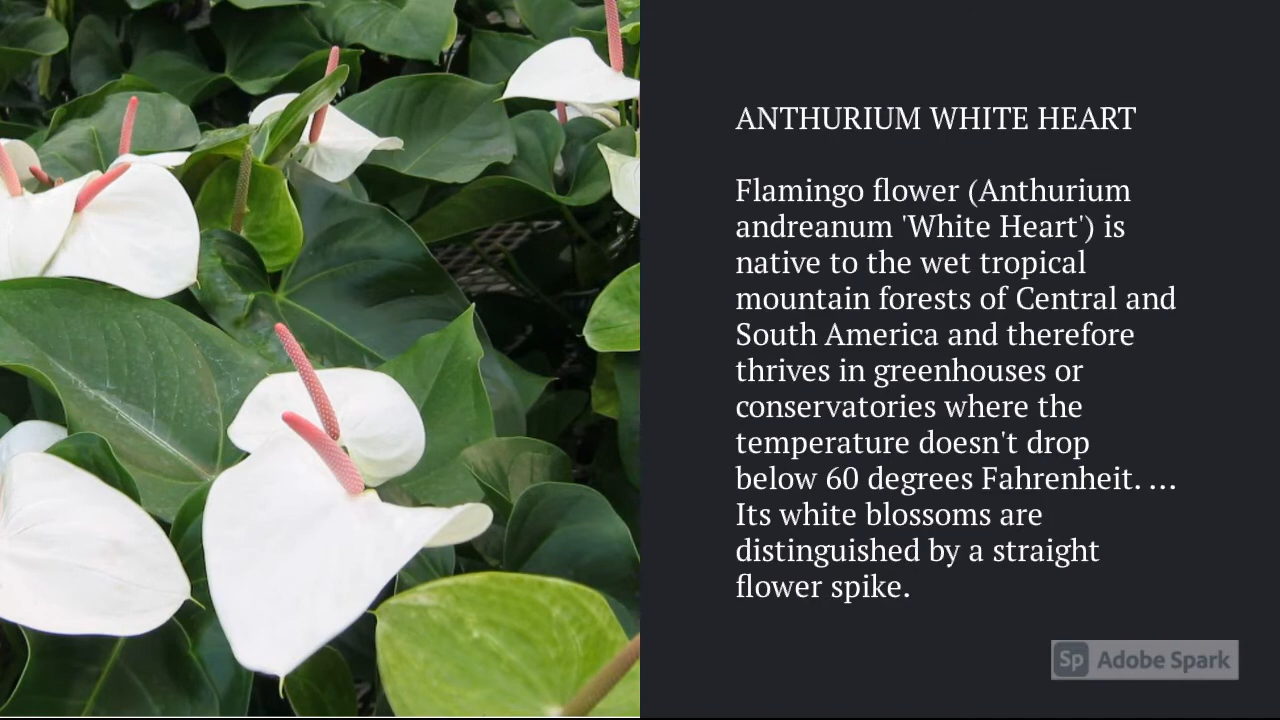 ANTHURIUM WHITE HEART
Flamingo flower (Anthurium
andreanum 'White Heart') is
native to the wet tropical
mountain forests of Central and
South America and therefore
thrives in greenhouses or
conservatories where the
temperature doesn't drop
below 60 degrees Fahrenheit. ...
Its white blossoms are
distinguished by a straight
flower spike.
Sp Adobe Spark